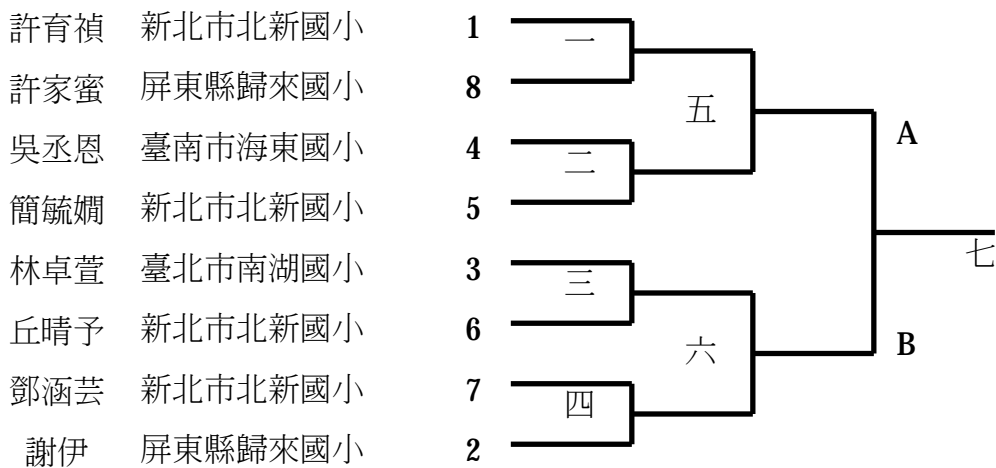 許育禎 新北市北新國小 1
一
許家蜜 屏東縣歸來國小 8
五
吳丞恩 臺南市海東國小 4
A
二
簡毓嫺 新北市北新國小 5
七
林卓萱 臺北市南湖國小 3
三
丘晴予 新北市北新國小 6
六
B
鄧涵芸 新北市北新國小 7
四
謝伊 屏東縣歸來國小 2